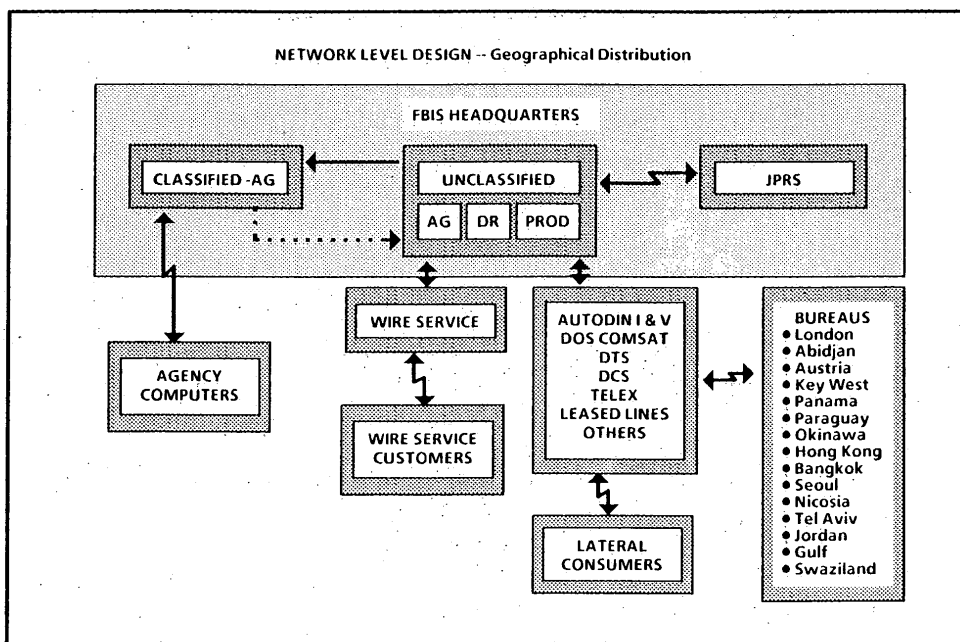 NETWORK LEVEL DESIGN -- Geographical Distribution
FBIS HEADQUARTERS
CLASSIFIED -AG
UNCLASSIFIED
AG
DR
PROD
JPRS
AGENCY
COMPUTERS
WIRE SERVICE
WIRE SERVICE
CUSTOMERS
AUTODIN I & V
DOS COMSAT
DTS
DCS
TELEX
LEASED LINES
OTHERS
LATERAL
CONSUMERS
BUREAUS
● London
● Abidjan
● Austria
● Key West
● Panama
● Paraguay
● Okinawa
● Hong Kong
● Bangkok
● Seoul
● Nicosia
● Tel Aviv
● Jordan
● Gulf
● Swaziland